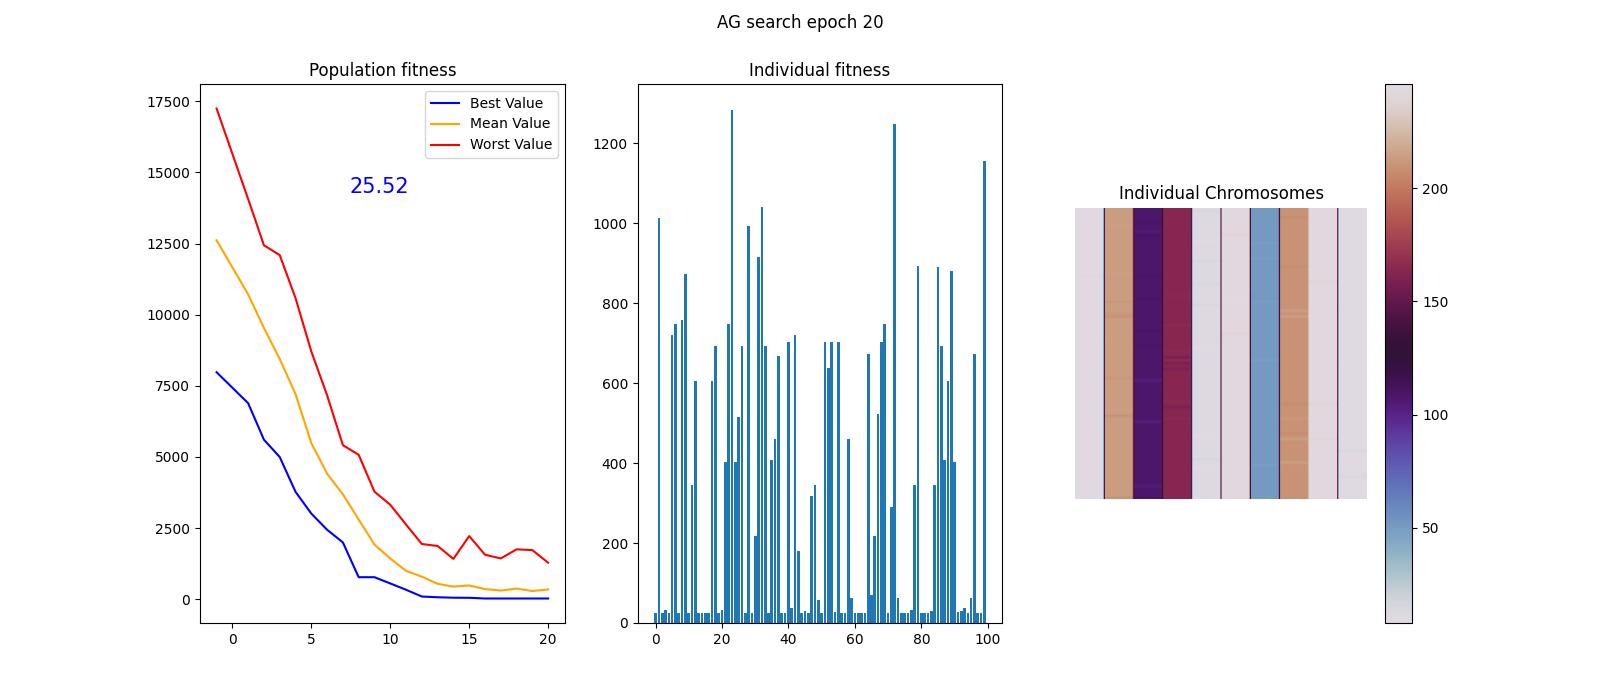 AG search epoch 20
Population fitness
17500
15000
12500
10000
7500
5000
2500
0
0 5 10 15 20
Best Value
Mean Value
Worst Value
25.52
Individual fitness
1200
1000
800
600
400
200
0
0 20 40 60 80 100
Individual Chromosomes
200
150
100
50